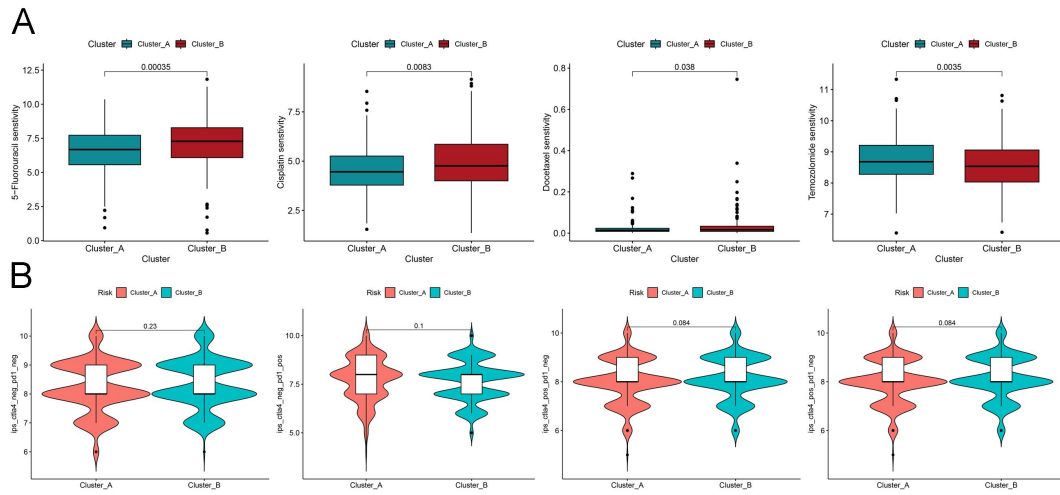 A
Cluster Cluster_A Cluster_B
12.5
10.0
7.5
5.0
2.5
0.0
5−Fluorouracil senstivity
0.00035
Cluster_A Cluster_B
Cluster
Cluster Cluster_A Cluster_B
7.5
5.0
2.5
Cisplatin senstivity
0.0083
Cluster_A Cluster_B
Cluster
Cluster Cluster_A Cluster_B
0.8
0.6
0.4
0.2
0.0
Docetaxel senstivity
0.038
Cluster_A Cluster_B
Cluster
Cluster Cluster_A Cluster_B
11
10
9
8
7
Temozolomide senstivity
0.0035
Cluster_A Cluster_B
Cluster
B
Risk Cluster_A Cluster_B
10
9
8
7
6
ips_ctla4_neg_pd1_neg
0.23
Cluster_A Cluster_B
Risk Cluster_A Cluster_B
10.0
7.5
5.0
ips_ctla4_neg_pd1_pos
0.1
Cluster_A Cluster_B
Risk Cluster_A Cluster_B
10
8
6
ips_ctla4_pos_pd1_neg
0.084
Cluster_A Cluster_B
Risk Cluster_A Cluster_B
10
8
6
ips_ctla4_pos_pd1_neg
0.084
Cluster_A Cluster_B